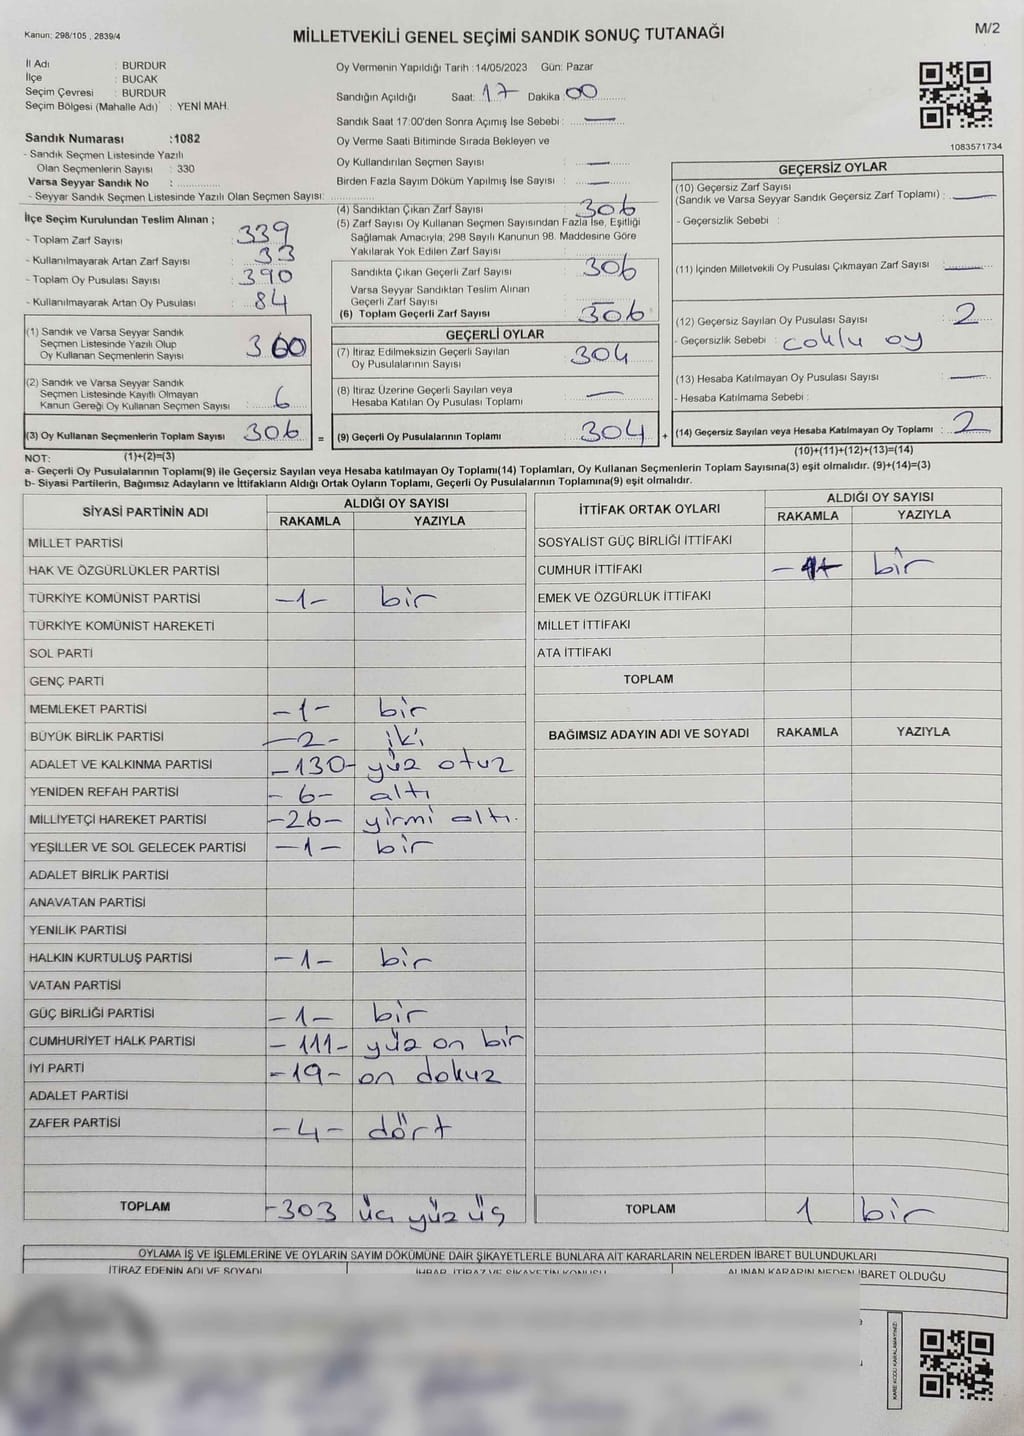 Kanun: 298/105 , 2839/4
MİLLETVEKİLİ GENEL SEÇİMİ SANDIK SONUÇ TUTANAĞI
M/2
İl Adı : BURDUR
İlçe : BUCAK
Seçim Çevresi : BURDUR
Seçim Bölgesi (Mahalle Adı) : YENİ MAH.
Sandık Numarası :1082
- Sandık Seçmen Listesinde Yazılı
Olan Seçmenlerin Sayısı : 330
Varsa Seyyar Sandık No :
- Seyyar Sandık Seçmen Listesinde Yazılı Olan Seçmen Sayısı:
Oy Vermenin Yapıldığı Tarih :14/05/2023 Gün: Pazar
Sandığın Açıldığı Saat: 17 Dakika 00
Sandık Saat 17:00'den Sonra Açımış İse Sebebi : —
Oy Verme Saati Bitiminde Sırada Bekleyen ve
Oy Kullandırılan Seçmen Sayısı : —
Birden Fazla Sayım Döküm Yapılmış İse Sayısı : —
1083571734
İlçe Seçim Kurulundan Teslim Alınan ;
- Toplam Zarf Sayısı : 339
- Kullanılmayarak Artan Zarf Sayısı : 33
- Toplam Oy Pusulası Sayısı : 390
- Kullanılmayarak Artan Oy Pusulası : 84
(1) Sandık ve Varsa Seyyar Sandık
Seçmen Listesinde Yazılı Olup
Oy Kullanan Seçmenlerin Sayısı : 300
(2) Sandık ve Varsa Seyyar Sandık
Seçmen Listesinde Kayıtlı Olmayan
Kanun Gereği Oy Kullanan Seçmen Sayısı : 6
(3) Oy Kullanan Seçmenlerin Toplam Sayısı : 306
(1)+(2)=(3)
(4) Sandıktan Çıkan Zarf Sayısı : 306
(5) Zarf Sayısı Oy Kullanan Seçmen Sayısından Fazla İse, Eşitliği
Sağlamak Amacıyla; 298 Sayılı Kanunun 98. Maddesine Göre
Yakılarak Yok Edilen Zarf Sayısı :
Sandıkta Çıkan Geçerli Zarf Sayısı : 306
Varsa Seyyar Sandıktan Teslim Alınan
Geçerli Zarf Sayısı :
(6) Toplam Geçerli Zarf Sayısı : 306
GEÇERLİ OYLAR
(7) İtiraz Edilmeksizin Geçerli Sayılan
Oy Pusulalarının Sayısı : 304
(8) İtiraz Üzerine Geçerli Sayılan veya
Hesaba Katılan Oy Pusulası Toplamı : —
= (9) Geçerli Oy Pusulalarının Toplamı : 304 +
GEÇERSİZ OYLAR
(10) Geçersiz Zarf Sayısı
(Sandık ve Varsa Seyyar Sandık Geçersiz Zarf Toplamı) : —
- Geçersizlik Sebebi :
(11) İçinden Milletvekili Oy Pusulası Çıkmayan Zarf Sayısı : —
(12) Geçersiz Sayılan Oy Pusulası Sayısı : 2
- Geçersizlik Sebebi : coklu oy
(13) Hesaba Katılmayan Oy Pusulası Sayısı : —
- Hesaba Katılmama Sebebi :
(14) Geçersiz Sayılan veya Hesaba Katılmayan Oy Toplamı : 2
(10)+(11)+(12)+(13)=(14)
NOT:
a- Geçerli Oy Pusulalarının Toplamı(9) ile Geçersiz Sayılan veya Hesaba katılmayan Oy Toplamı(14) Toplamları, Oy Kullanan Seçmenlerin Toplam Sayısına(3) eşit olmalıdır. (9)+(14)=(3)
b- Siyasi Partilerin, Bağımsız Adayların ve İttifakların Aldığı Ortak Oyların Toplamı, Geçerli Oy Pusulalarının Toplamına(9) eşit olmalıdır.
SİYASİ PARTİNİN ADI
ALDIĞI OY SAYISI
RAKAMLA YAZIYLA
MİLLET PARTİSİ
HAK VE ÖZGÜRLÜKLER PARTİSİ
TÜRKİYE KOMÜNİST PARTİSİ -1- bir
TÜRKİYE KOMÜNİST HAREKETİ
SOL PARTİ
GENÇ PARTİ
MEMLEKET PARTİSİ -1- bir
BÜYÜK BİRLİK PARTİSİ -2- iki
ADALET VE KALKINMA PARTİSİ -130- yüz otuz
YENİDEN REFAH PARTİSİ -6- altı
MİLLİYETÇİ HAREKET PARTİSİ -26- yirmi altı.
YEŞİLLER VE SOL GELECEK PARTİSİ -1- bir
ADALET BİRLİK PARTİSİ
ANAVATAN PARTİSİ
YENİLİK PARTİSİ
HALKIN KURTULUŞ PARTİSİ -1- bir
VATAN PARTİSİ
GÜÇ BİRLİĞİ PARTİSİ -1- bir
CUMHURİYET HALK PARTİSİ -111- yüz on bir
İYİ PARTİ -19- on dokuz
ADALET PARTİSİ
ZAFER PARTİSİ -4- dört
TOPLAM -303 üç yüz üç
İTTİFAK ORTAK OYLARI
ALDIĞI OY SAYISI
RAKAMLA YAZIYLA
SOSYALİST GÜÇ BİRLİĞİ İTTİFAKI
CUMHUR İTTİFAKI -1- bir
EMEK VE ÖZGÜRLÜK İTTİFAKI
MİLLET İTTİFAKI
ATA İTTİFAKI
TOPLAM
BAĞIMSIZ ADAYIN ADI VE SOYADI RAKAMLA YAZIYLA
TOPLAM 1 bir
OYLAMA İŞ VE İŞLEMLERİNE VE OYLARIN SAYIM DÖKÜMÜNE DAİR ŞİKAYETLERLE BUNLARA AİT KARARLARIN NELERDEN İBARET BULUNDUKLARI
İTİRAZ EDENİN ADI VE SOYADI İHBAR, İTİRAZ VE ŞİKAYETİN KONUSU ALINAN KARARIN NEDEN İBARET OLDUĞU
KARE KODU KARALAMAYINIZ!